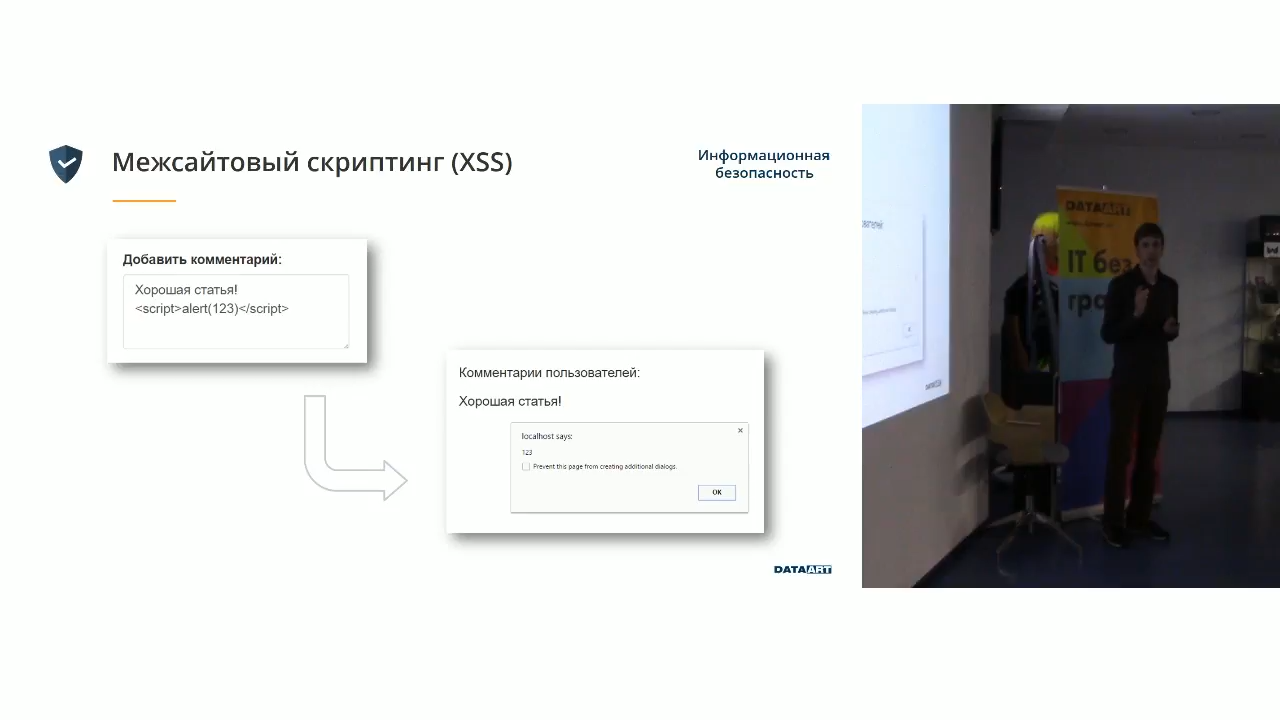 Межсайтовый скриптинг (XSS)
Информационная
безопасность
Добавить комментарий:
Хорошая статья!
<script>alert(123)</script>
Комментарии пользователей:
Хорошая статья!
localhost says:
123
Prevent this page from creating additional dialogs.
OK
DATAART
DATAART
IT без